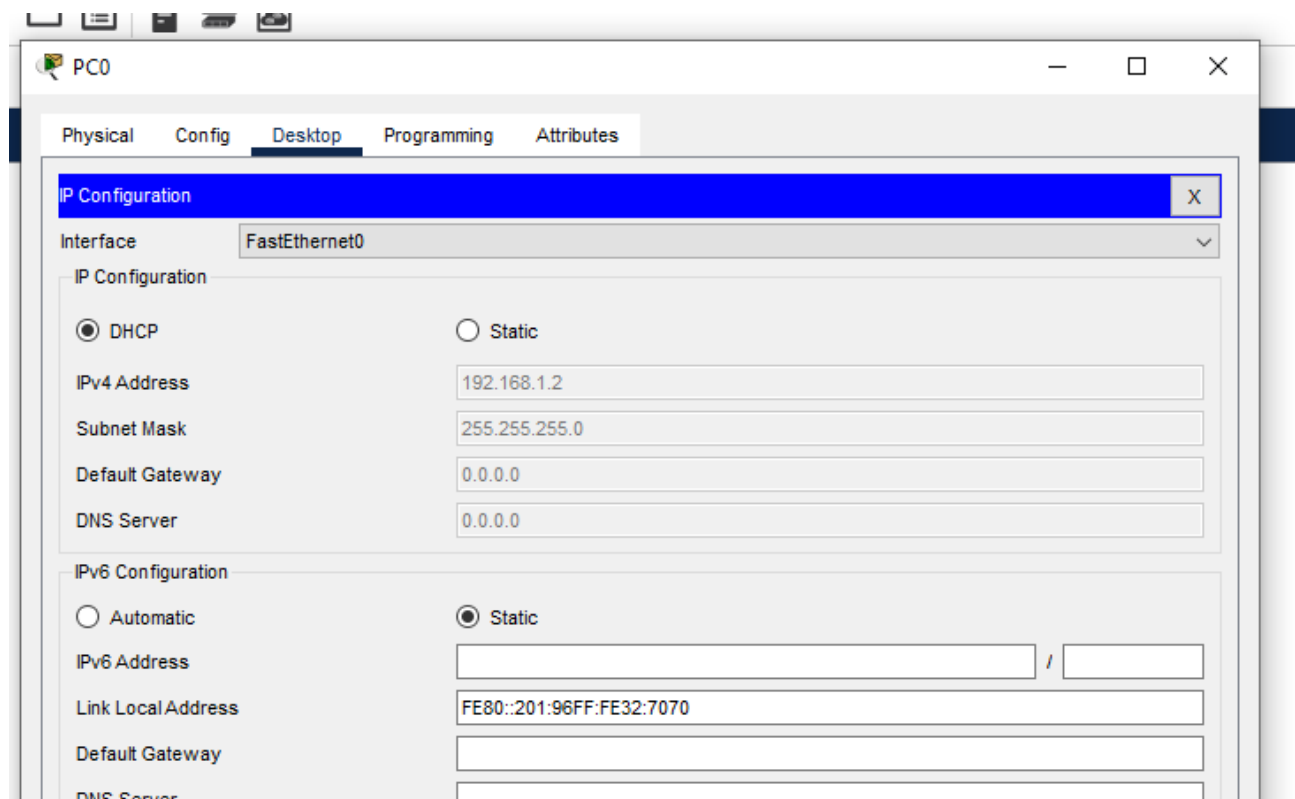 PC0
Physical Config Desktop Programming Attributes
IP Configuration X
Interface FastEthernet0
IP Configuration
DHCP Static
IPv4 Address 192.168.1.2
Subnet Mask 255.255.255.0
Default Gateway 0.0.0.0
DNS Server 0.0.0.0
IPv6 Configuration
Automatic Static
IPv6 Address /
Link Local Address FE80::201:96FF:FE32:7070
Default Gateway
DNS Server